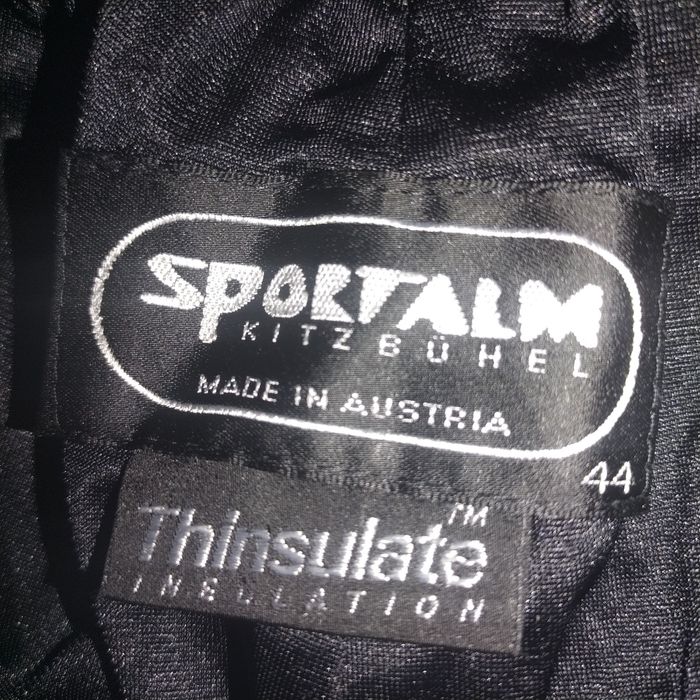 SPORTALM
KITZBÜHEL
MADE IN AUSTRIA
44
Thinsulate™
INSULATION